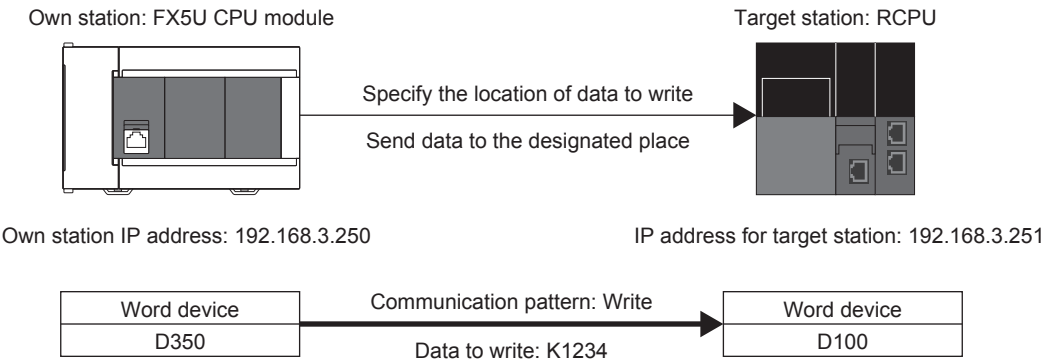 Own station: FX5U CPU module
Target station: RCPU
Specify the location of data to write
Send data to the designated place
Own station IP address: 192.168.3.250
IP address for target station: 192.168.3.251
Word device
D350
Communication pattern: Write
Data to write: K1234
Word device
D100